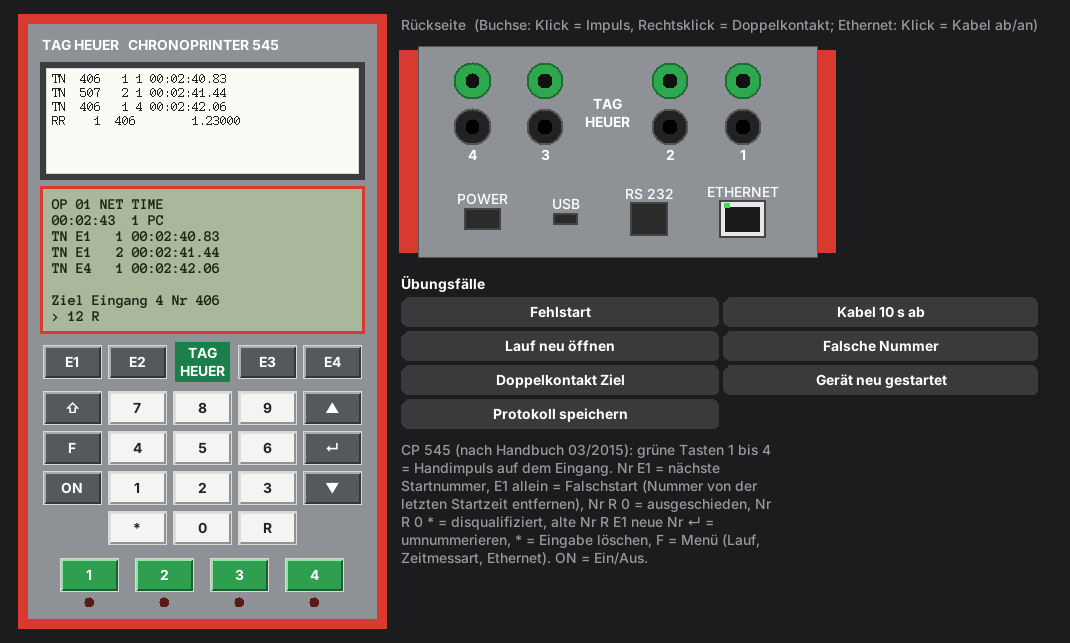 TAG HEUER CHRONOPRINTER 545
TN 406 1 1 00:02:40.83
TN 507 2 1 00:02:41.44
TN 406 1 4 00:02:42.06
RR 1 406 1.23000
OP 01 NET TIME
00:02:43 1 PC
TN E1 1 00:02:40.83
TN E1 2 00:02:41.44
TN E4 1 00:02:42.06
Ziel Eingang 4 Nr 406
> 12 R
E1 E2 TAG HEUER E3 E4
⇧ 7 8 9 ▲
F 4 5 6 ↵
ON 1 2 3 ▼
* 0 R
1 2 3 4
Rückseite (Buchse: Klick = Impuls, Rechtsklick = Doppelkontakt; Ethernet: Klick = Kabel ab/an)
TAG
HEUER
4 3 2 1
POWER USB RS 232 ETHERNET
Übungsfälle
Fehlstart Kabel 10 s ab
Lauf neu öffnen Falsche Nummer
Doppelkontakt Ziel Gerät neu gestartet
Protokoll speichern
CP 545 (nach Handbuch 03/2015): grüne Tasten 1 bis 4
= Handimpuls auf dem Eingang. Nr E1 = nächste
Startnummer, E1 allein = Falschstart (Nummer von der
letzten Startzeit entfernen), Nr R 0 = ausgeschieden, Nr
R 0 * = disqualifiziert, alte Nr R E1 neue Nr ↵ =
umnummerieren, * = Eingabe löschen, F = Menü (Lauf,
Zeitmessart, Ethernet). ON = Ein/Aus.